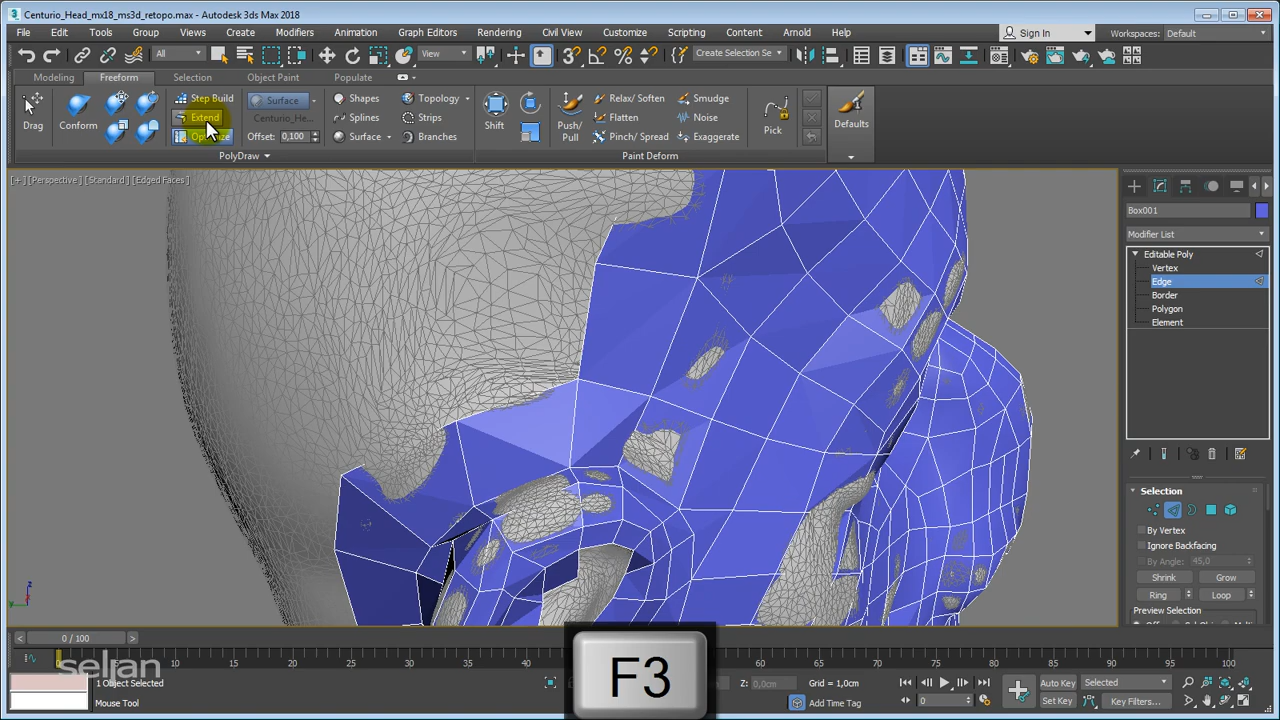 Centurio_Head_mx18_ms3d_retopo.max - Autodesk 3ds Max 2018
File Edit Tools Group Views Create Modifiers Animation Graph Editors Rendering Civil View Customize Scripting Content Arnold Help Sign In Workspaces: Default
All View Create Selection Se
Modeling Freeform Selection Object Paint Populate
Drag Conform Step Build Surface Shapes Topology Shift Push/Pull Relax/ Soften Smudge Pick Defaults
Extend Centurio_He... Splines Strips Flatten Noise
Optimize Offset: 0,100 Surface Branches Pinch/ Spread Exaggerate
PolyDraw Paint Deform
[+] [Perspective] [Standard] [Edged Faces]
Box001
Modifier List
Editable Poly
Vertex
Edge
Border
Polygon
Element
Selection
By Vertex
Ignore Backfacing
By Angle: 45,0
Shrink Grow
Ring Loop
Preview Selection
z
0 / 100
selјan
0 5 10 15 20 25 30 35 40 60 65 70 75 80 85 90 95 100
F3
1 Object Selected Z: 0,0cm Grid = 1,0cm Auto Key Selected
Mouse Tool Add Time Tag 0 Set Key Key Filters...